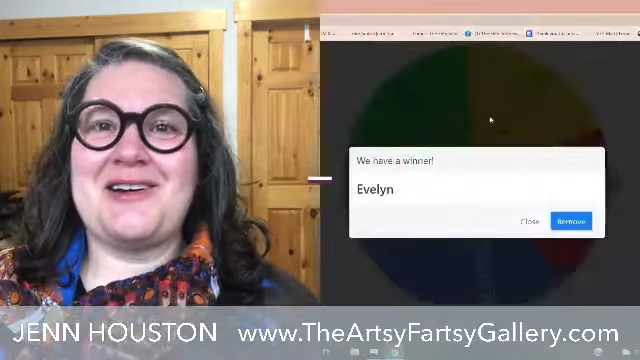 We have a winner!
Evelyn
Close
Remove
JENN HOUSTON www.TheArtsyFartsyGallery.com